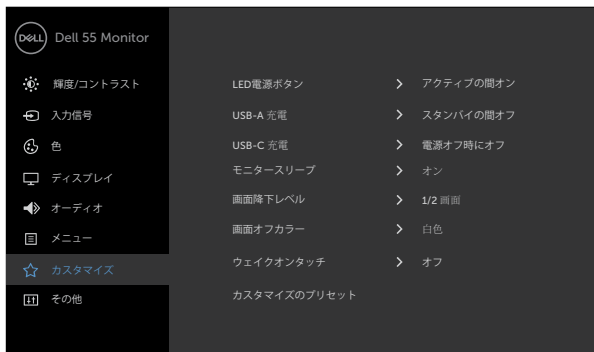 DELL Dell 55 Monitor
輝度/コントラスト
入力信号
色
ディスプレイ
オーディオ
メニュー
カスタマイズ
その他
LED電源ボタン アクティブの間オン
USB-A 充電 スタンバイの間オフ
USB-C 充電 電源オフ時にオフ
モニタースリープ オン
画面降下レベル 1/2 画面
画面オフカラー 白色
ウェイクオンタッチ オフ
カスタマイズのプリセット